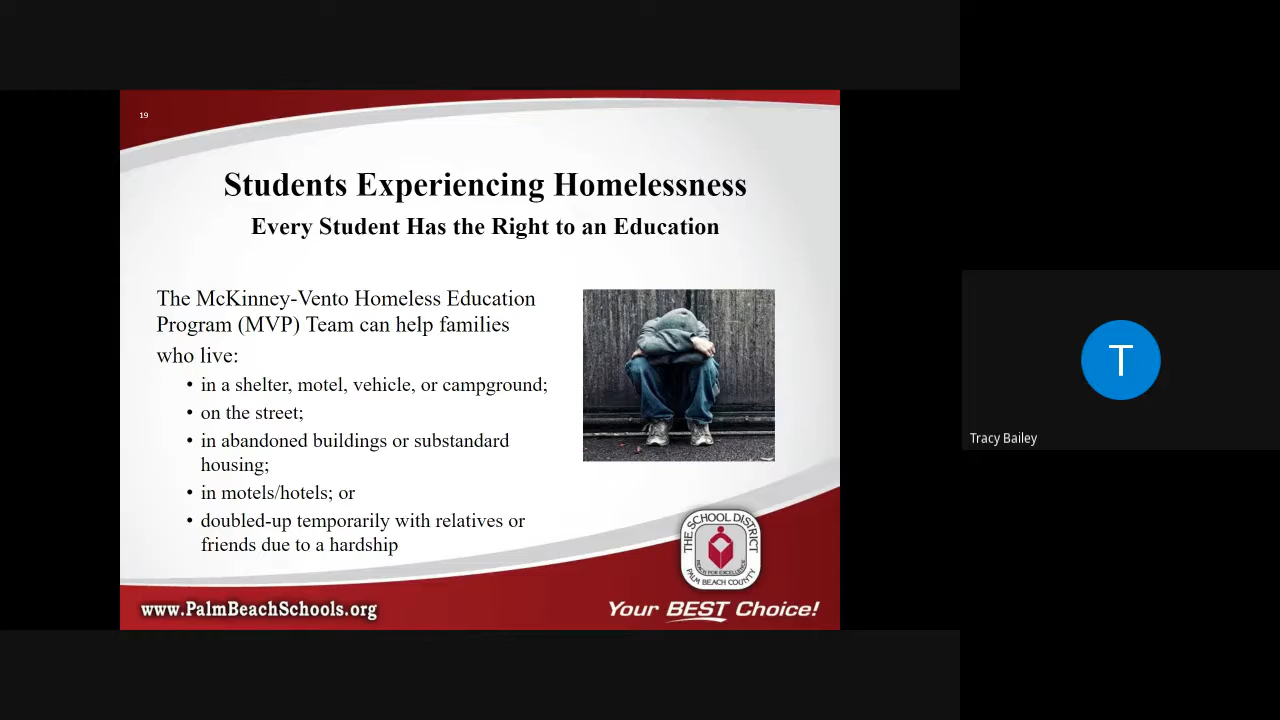 19
Students Experiencing Homelessness
Every Student Has the Right to an Education
The McKinney-Vento Homeless Education
Program (MVP) Team can help families
who live:
• in a shelter, motel, vehicle, or campground;
• on the street;
• in abandoned buildings or substandard
housing;
• in motels/hotels; or
• doubled-up temporarily with relatives or
friends due to a hardship
THE SCHOOL DISTRICT
PALM BEACH COUNTY
www.PalmBeachSchools.org
Your BEST Choice!
T
Tracy Bailey